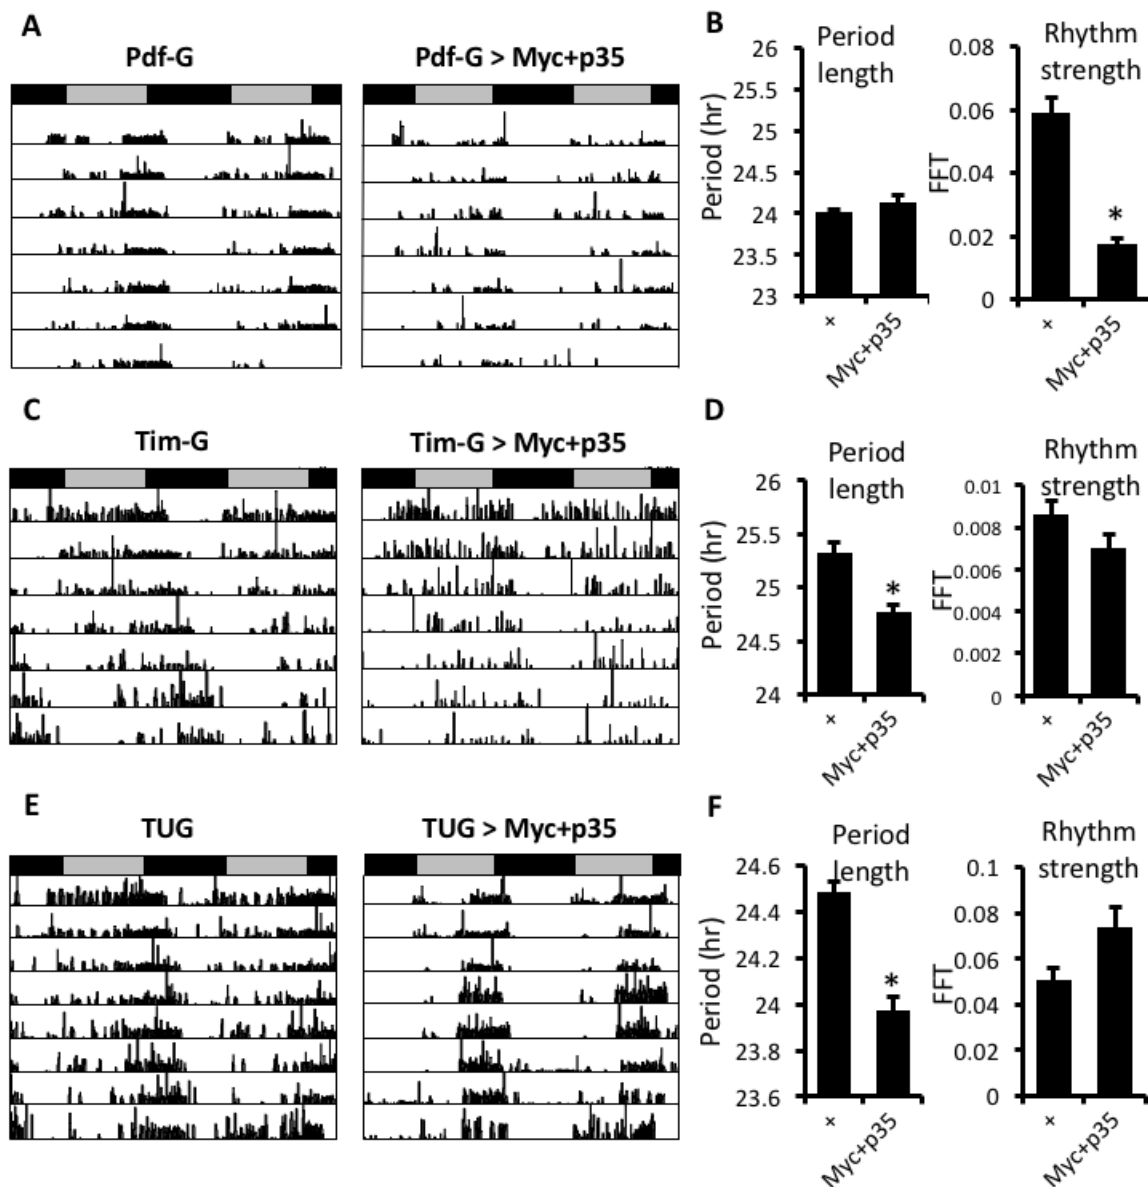 A
Pdf-G
Pdf-G > Myc+p35
B
Period
length
Period (hr)
26
25.5
25
24.5
24
23.5
23
+
Myc+p35
Rhythm
strength
FFT
0.08
0.06
0.04
0.02
0
*
+
Myc+p35
C
Tim-G
Tim-G > Myc+p35
D
Period
length
Period (hr)
26
25.5
25
24.5
24
*
+
Myc+p35
Rhythm
strength
FFT
0.01
0.008
0.006
0.004
0.002
0
+
Myc+p35
E
TUG
TUG > Myc+p35
F
Period
length
Period (hr)
24.6
24.4
24.2
24
23.8
23.6
*
+
Myc+p35
Rhythm
strength
FFT
0.1
0.08
0.06
0.04
0.02
0
+
Myc+p35